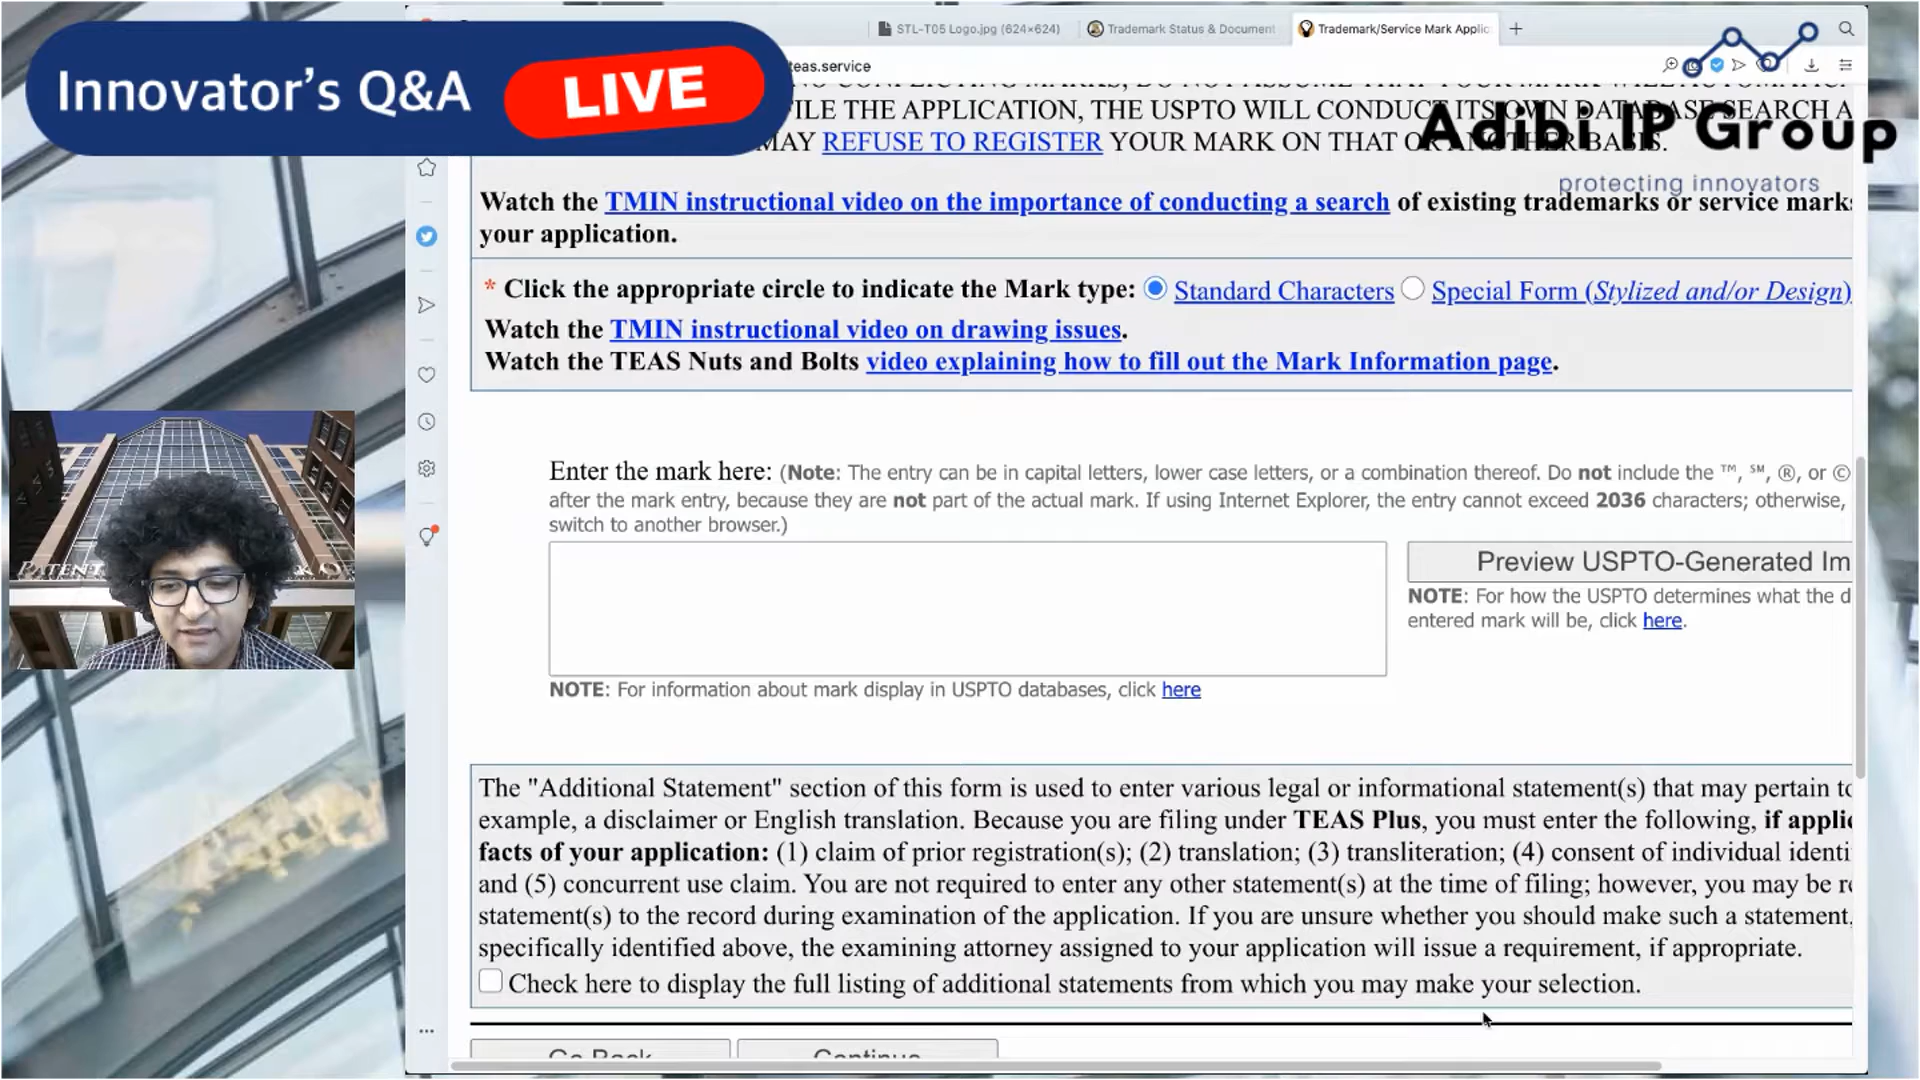 Innovator's Q&A LIVE
STL-T05 Logo.jpg (624×624)
Trademark Status & Document
Trademark/Service Mark Applic
teas.service
FILE THE APPLICATION, THE USPTO WILL CONDUCT ITS OWN DATABASE SEARCH A
MAY REFUSE TO REGISTER YOUR MARK ON THAT OR ANOTHER BASIS.
Adibi IP Group
protecting innovators
Watch the TMIN instructional video on the importance of conducting a search of existing trademarks or service marks
your application.
* Click the appropriate circle to indicate the Mark type: Standard Characters Special Form (Stylized and/or Design)
Watch the TMIN instructional video on drawing issues.
Watch the TEAS Nuts and Bolts video explaining how to fill out the Mark Information page.
Enter the mark here: (Note: The entry can be in capital letters, lower case letters, or a combination thereof. Do not include the ™, ℠, ®, or ©
after the mark entry, because they are not part of the actual mark. If using Internet Explorer, the entry cannot exceed 2036 characters; otherwise,
switch to another browser.)
Preview USPTO-Generated Im
NOTE: For how the USPTO determines what the d
entered mark will be, click here.
NOTE: For information about mark display in USPTO databases, click here
PATENT
The "Additional Statement" section of this form is used to enter various legal or informational statement(s) that may pertain to
example, a disclaimer or English translation. Because you are filing under TEAS Plus, you must enter the following, if applic
facts of your application: (1) claim of prior registration(s); (2) translation; (3) transliteration; (4) consent of individual identi
and (5) concurrent use claim. You are not required to enter any other statement(s) at the time of filing; however, you may be re
statement(s) to the record during examination of the application. If you are unsure whether you should make such a statement,
specifically identified above, the examining attorney assigned to your application will issue a requirement, if appropriate.
Check here to display the full listing of additional statements from which you may make your selection.
Go Back
Continue